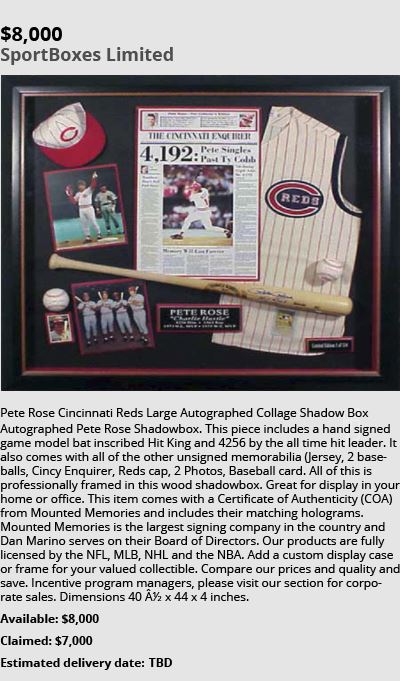 $8,000
SportBoxes Limited
THE CINCINNATI ENQUIRER
4,192: Pete Singles
Past Ty Cobb
Memory Will Last Forever
REDS
PETE ROSE
"Charlie Hustle"
Pete Rose Cincinnati Reds Large Autographed Collage Shadow Box
Autographed Pete Rose Shadowbox. This piece includes a hand signed
game model bat inscribed Hit King and 4256 by the all time hit leader. It
also comes with all of the other unsigned memorabilia (Jersey, 2 base-
balls, Cincy Enquirer, Reds cap, 2 Photos, Baseball card. All of this is
professionally framed in this wood shadowbox. Great for display in your
home or office. This item comes with a Certificate of Authenticity (COA)
from Mounted Memories and includes their matching holograms.
Mounted Memories is the largest signing company in the country and
Dan Marino serves on their Board of Directors. Our products are fully
licensed by the NFL, MLB, NHL and the NBA. Add a custom display case
or frame for your valued collectible. Compare our prices and quality and
save. Incentive program managers, please visit our section for corpo-
rate sales. Dimensions 40 Â½ x 44 x 4 inches.
Available: $8,000
Claimed: $7,000
Estimated delivery date: TBD